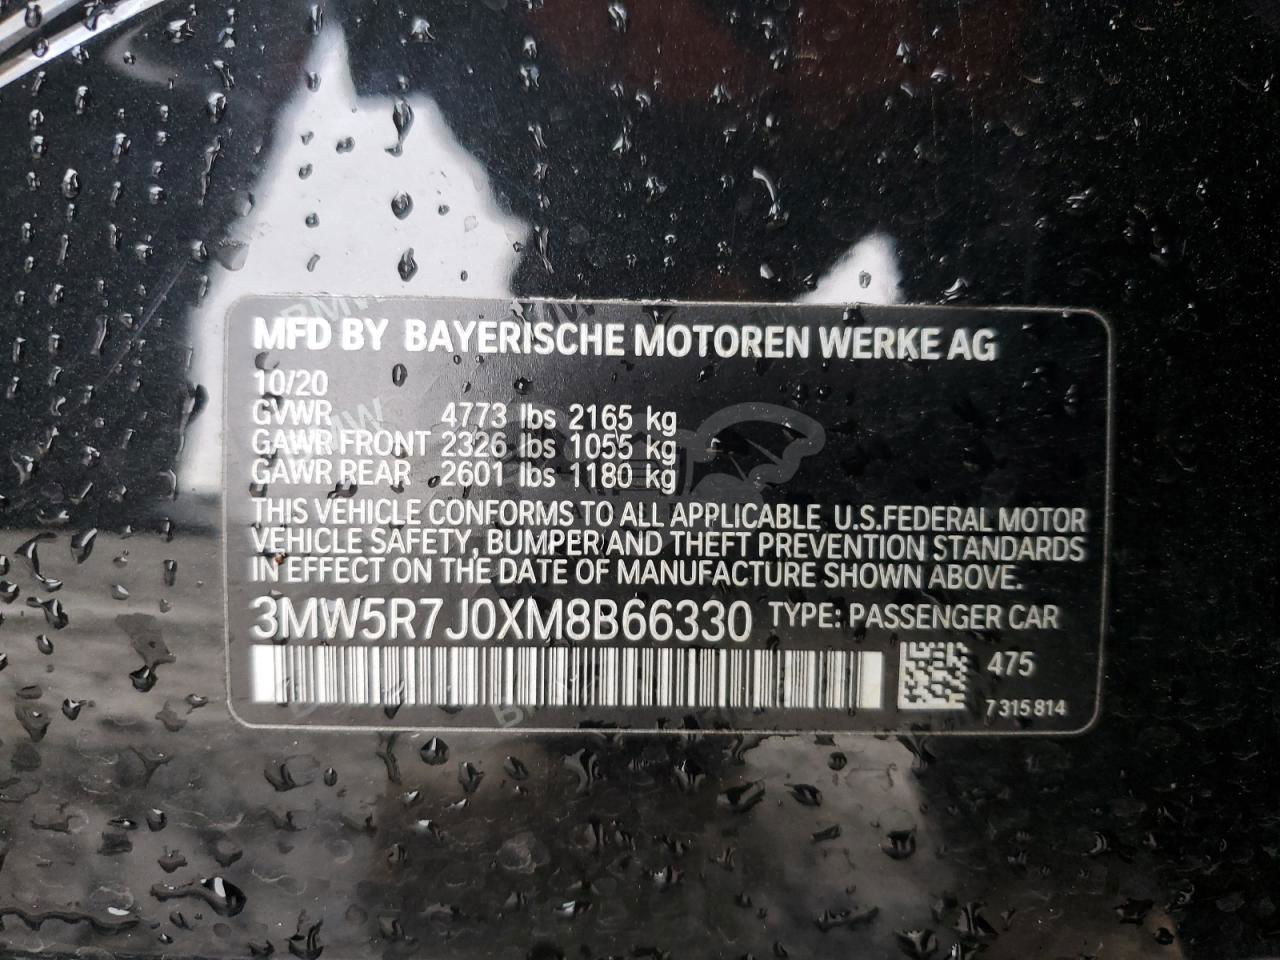 MFD BY BAYERISCHE MOTOREN WERKE AG
10/20
GVWR 4773 lbs 2165 kg
GAWR FRONT 2326 lbs 1055 kg
GAWR REAR 2601 lbs 1180 kg
THIS VEHICLE CONFORMS TO ALL APPLICABLE U.S.FEDERAL MOTOR
VEHICLE SAFETY, BUMPER AND THEFT PREVENTION STANDARDS
IN EFFECT ON THE DATE OF MANUFACTURE SHOWN ABOVE.
3MW5R7J0XM8B66330 TYPE: PASSENGER CAR
475
7 315 814